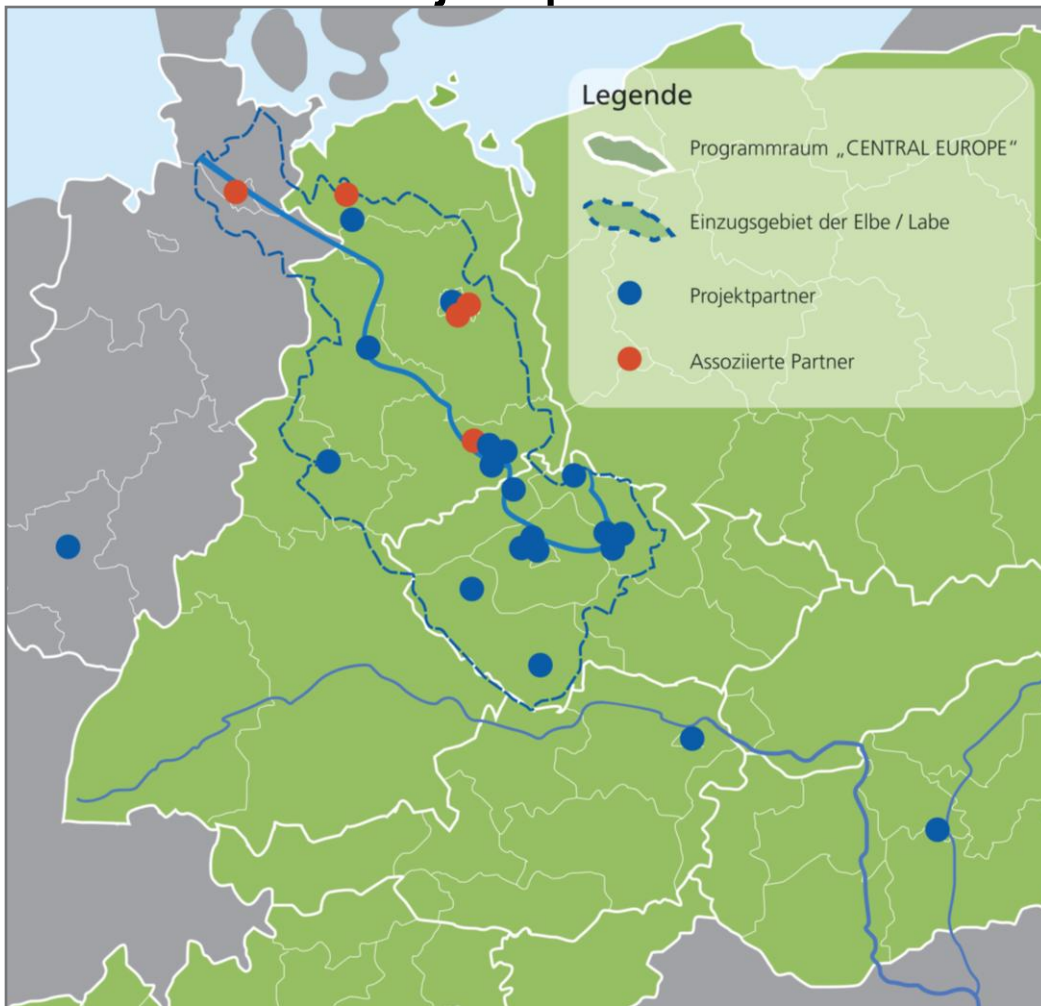 Legende
Programmraum „CENTRAL EUROPE“
Einzugsgebiet der Elbe / Labe
Projektpartner
Assoziierte Partner